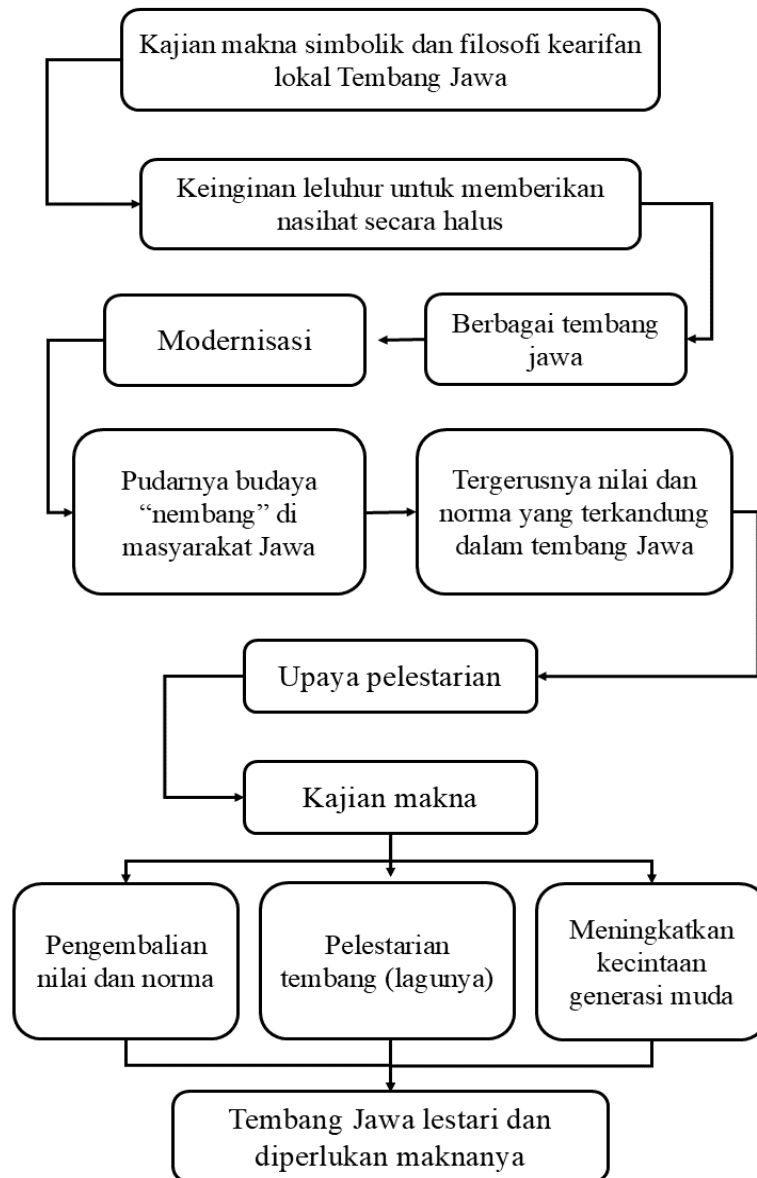 Kajian makna simbolik dan filosofi kearifan
lokal Tembang Jawa
Keinginan leluhur untuk memberikan
nasihat secara halus
Modernisasi
Berbagai tembang
jawa
Pudarnya budaya
“nembang” di
masyarakat Jawa
Tergerusnya nilai dan
norma yang terkandung
dalam tembang Jawa
Upaya pelestarian
Kajian makna
Pengembalian
nilai dan norma
Pelestarian
tembang (lagunya)
Meningkatkan
kecintaan
generasi muda
Tembang Jawa lestari dan
diperlukan maknanya